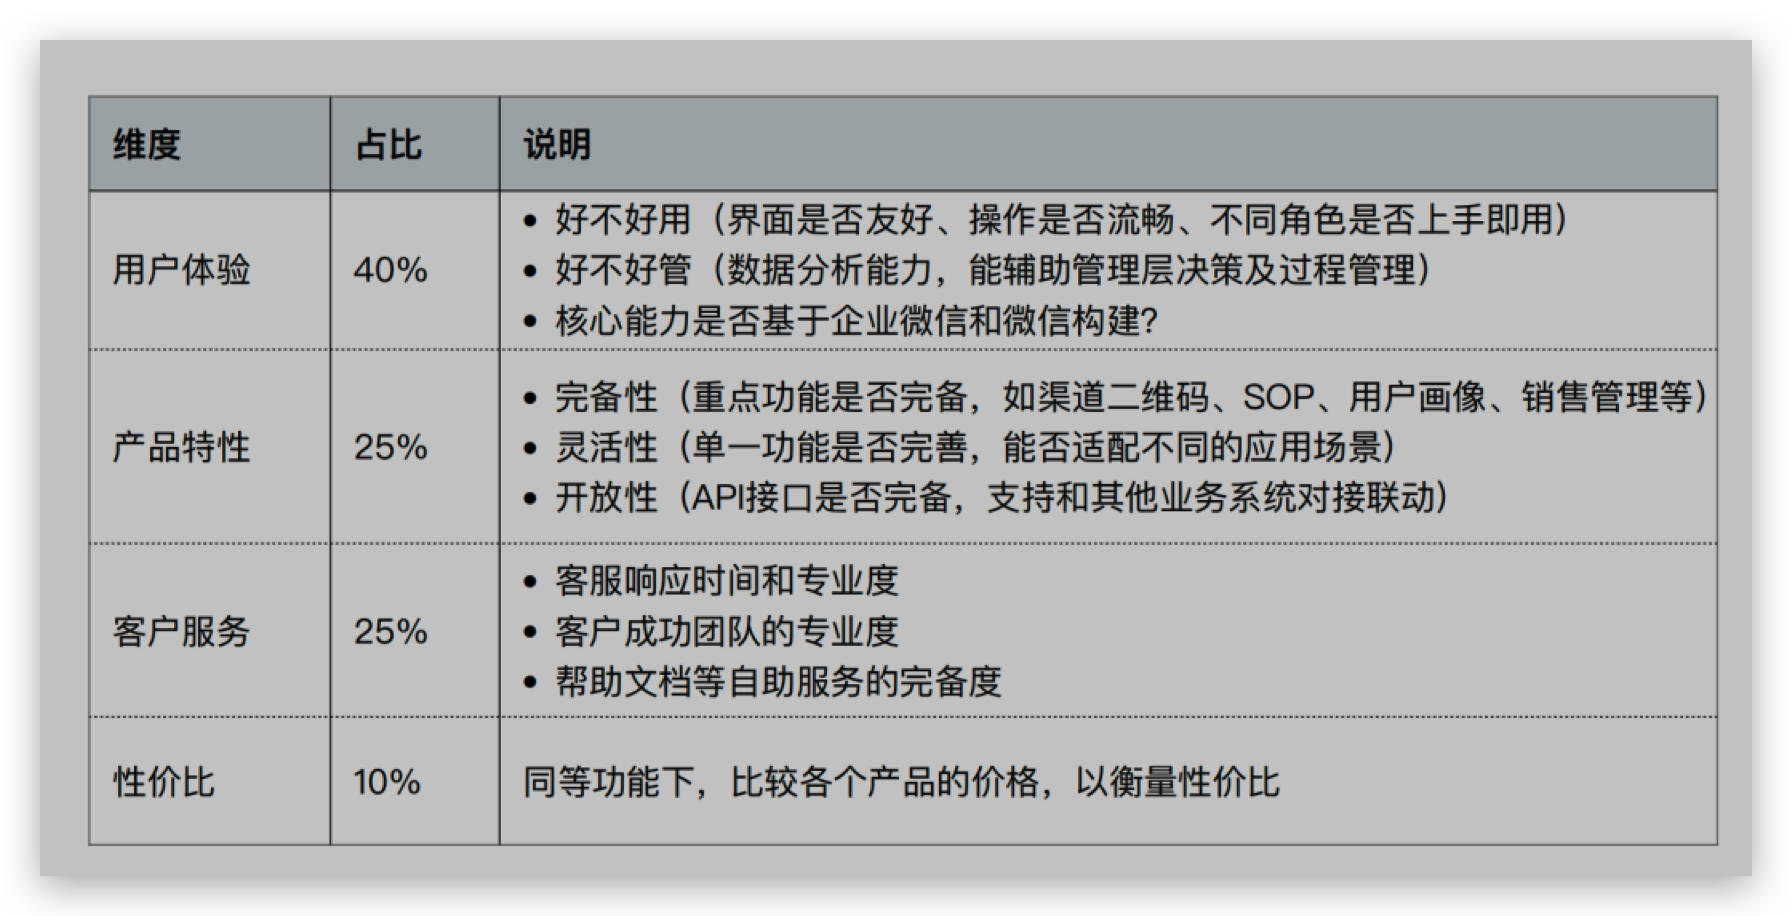 维度 占比 说明
• 好不好用（界面是否友好、操作是否流畅、不同角色是否上手即用）
用户体验 40% • 好不好管（数据分析能力，能辅助管理层决策及过程管理）
• 核心能力是否基于企业微信和微信构建?
• 完备性（重点功能是否完备，如渠道二维码、SOP、用户画像、销售管理等）
产品特性 25% • 灵活性（单一功能是否完善，能否适配不同的应用场景）
• 开放性（API接口是否完备，支持和其他业务系统对接联动）
• 客服响应时间和专业度
客户服务 25% • 客户成功团队的专业度
• 帮助文档等自助服务的完备度
性价比 10% 同等功能下，比较各个产品的价格，以衡量性价比